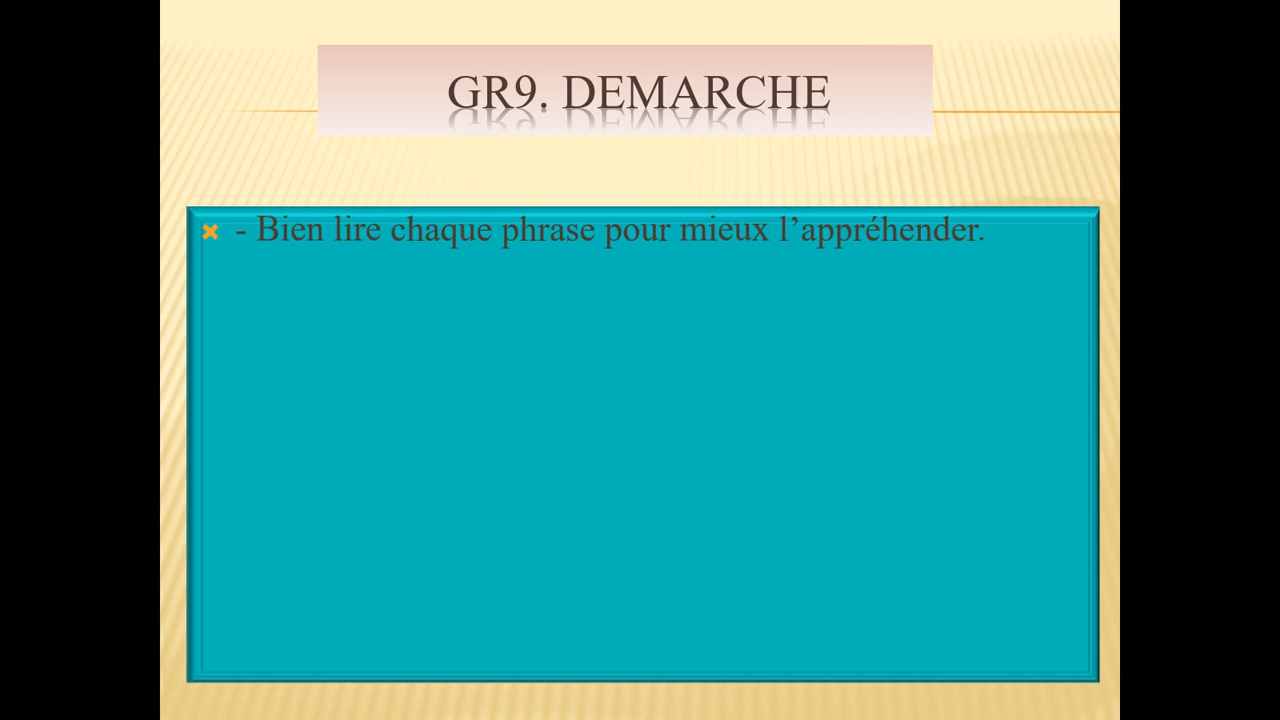 GR9. DEMARCHE
- Bien lire chaque phrase pour mieux l’appréhender.